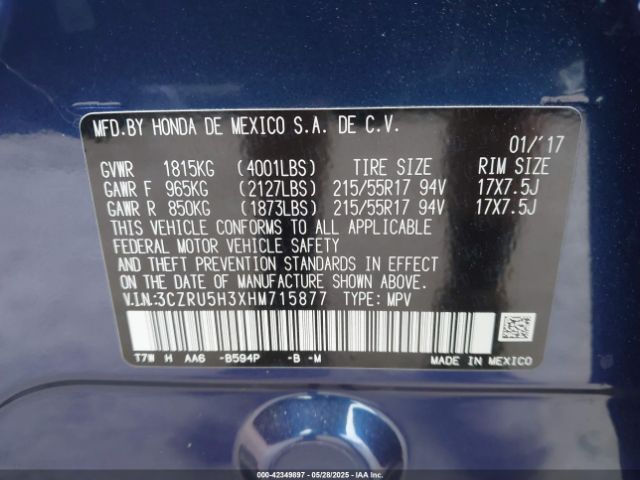 MFD.BY HONDA DE MEXICO S.A. DE C.V.
01/'17
GVWR 1815KG (4001LBS) TIRE SIZE RIM SIZE
GAWR F 965KG (2127LBS) 215/55R17 94V 17X7.5J
GAWR R 850KG (1873LBS) 215/55R17 94V 17X7.5J
THIS VEHICLE CONFORMS TO ALL APPLICABLE
FEDERAL MOTOR VEHICLE SAFETY
AND THEFT PREVENTION STANDARDS IN EFFECT
ON THE DATE OF MANUFACTURE SHOWN ABOVE.
V.I.N:3CZRU5H3XHM715877 TYPE: MPV
T7W H AA6 -B594P -B -M MADE IN MEXICO
000-42349897 - 05/28/2025 - IAAI.COM